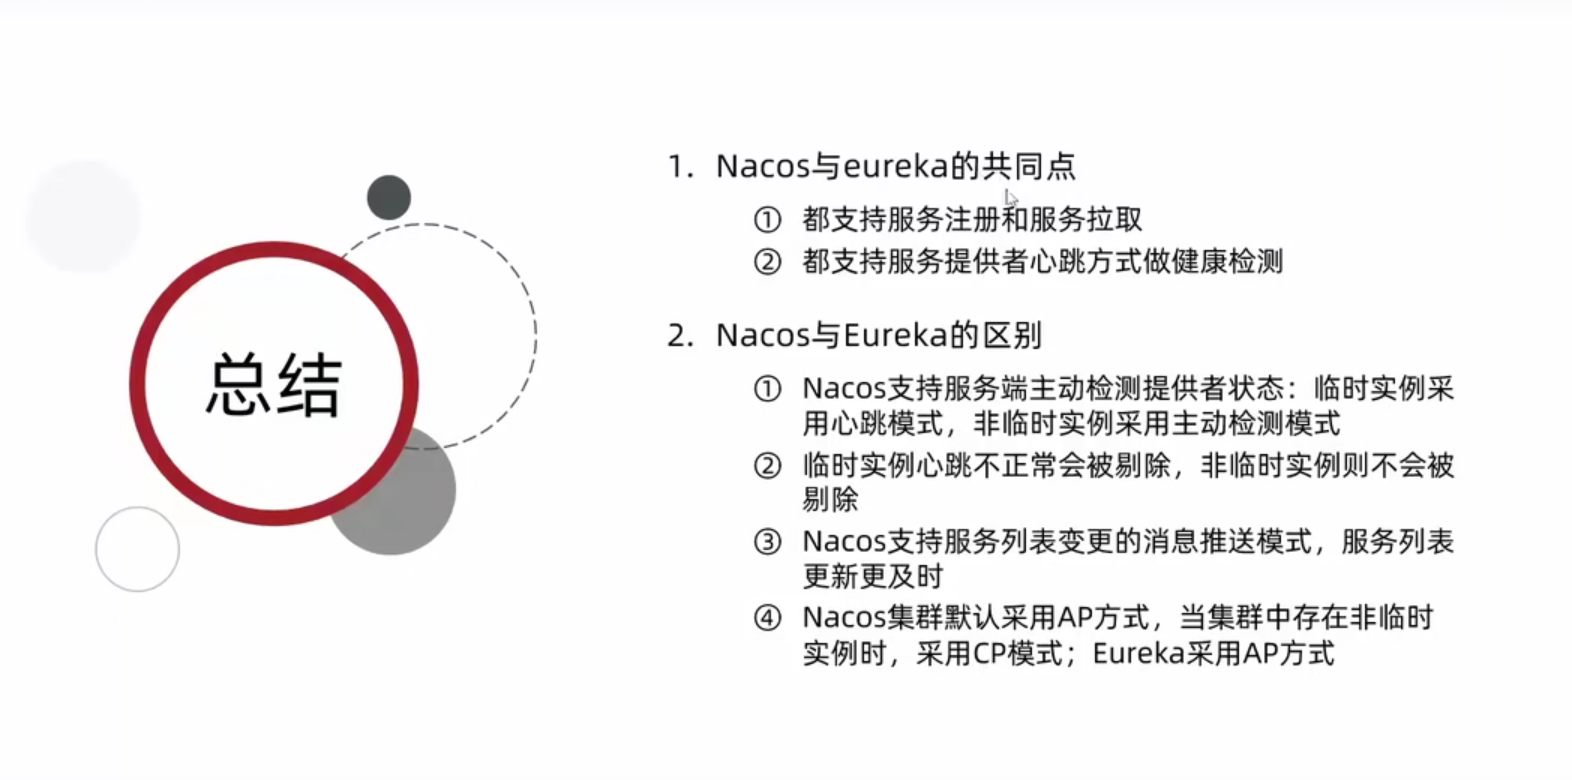 总结
1. Nacos与eureka的共同点
① 都支持服务注册和服务拉取
② 都支持服务提供者心跳方式做健康检测
2. Nacos与Eureka的区别
① Nacos支持服务端主动检测提供者状态：临时实例采
用心跳模式，非临时实例采用主动检测模式
② 临时实例心跳不正常会被剔除，非临时实例则不会被
剔除
③ Nacos支持服务列表变更的消息推送模式，服务列表
更新更及时
④ Nacos集群默认采用AP方式，当集群中存在非临时
实例时，采用CP模式；Eureka采用AP方式